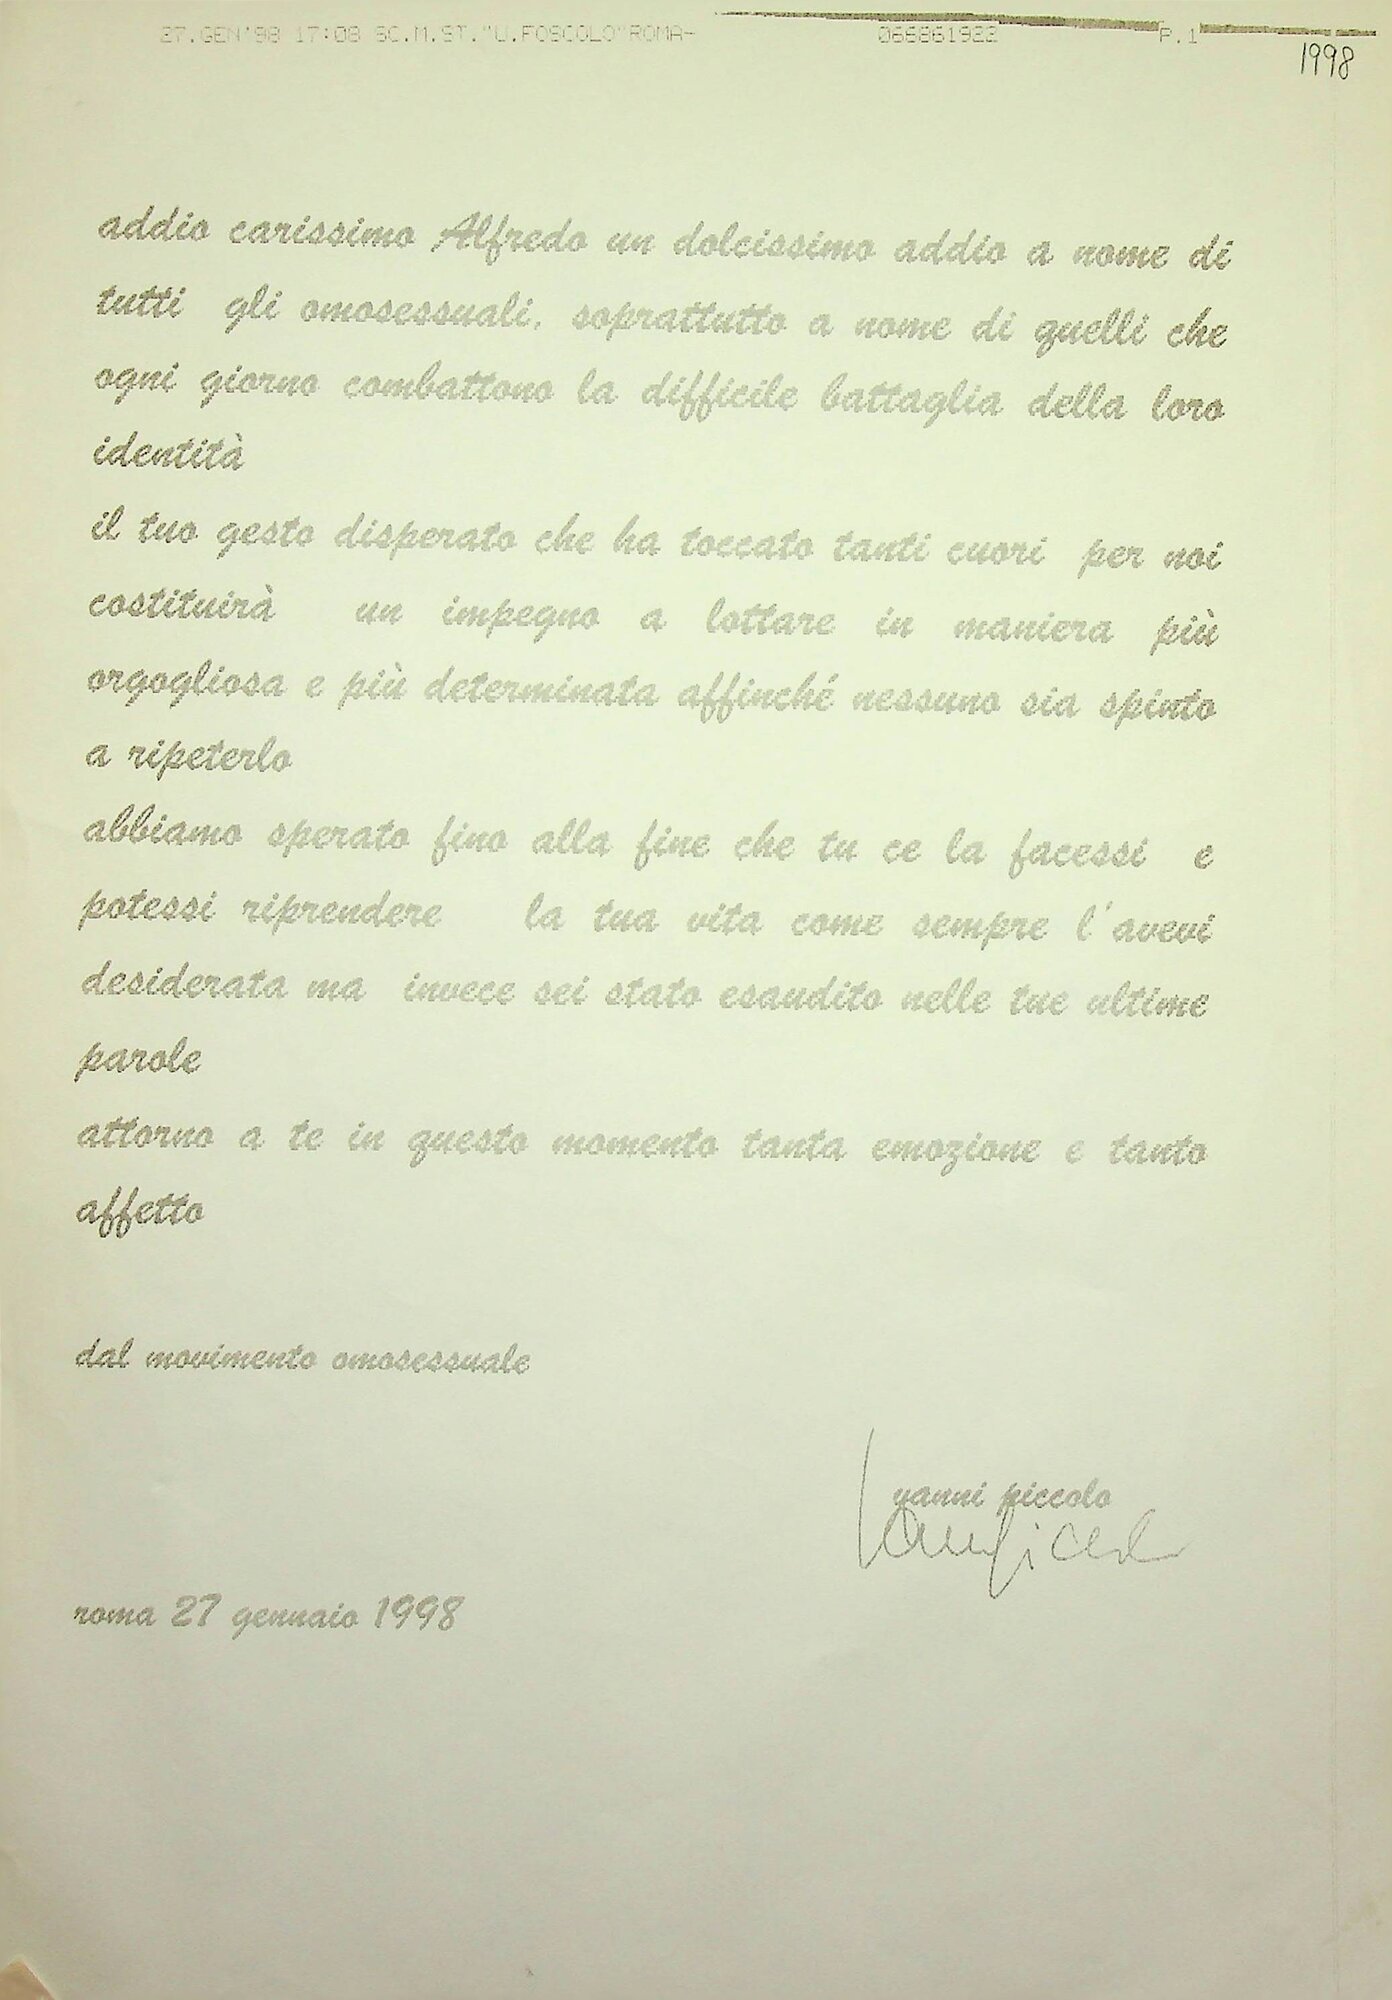 27.GEN'98 17:08 SC.M.ST."U.FOSCOLO"ROMA- 066861922 P.1
1998
addio carissimo Alfredo un dolcissimo addio a nome di
tutti gli omosessuali, soprattutto a nome di quelli che
ogni giorno combattono la difficile battaglia della loro
identità
il tuo gesto disperato che ha toccato tanti cuori per noi
costituirà un impegno a lottare in maniera più
orgogliosa e più determinata affinché nessuno sia spinto
a ripeterlo
abbiamo sperato fino alla fine che tu ce la facessi e
potessi riprendere la tua vita come sempre l'avevi
desiderata ma invece sei stato esaudito nelle tue ultime
parole
attorno a te in questo momento tanta emozione e tanto
affetto
dal movimento omosessuale
vanni piccolo
Vanni Piccolo
roma 27 gennaio 1998